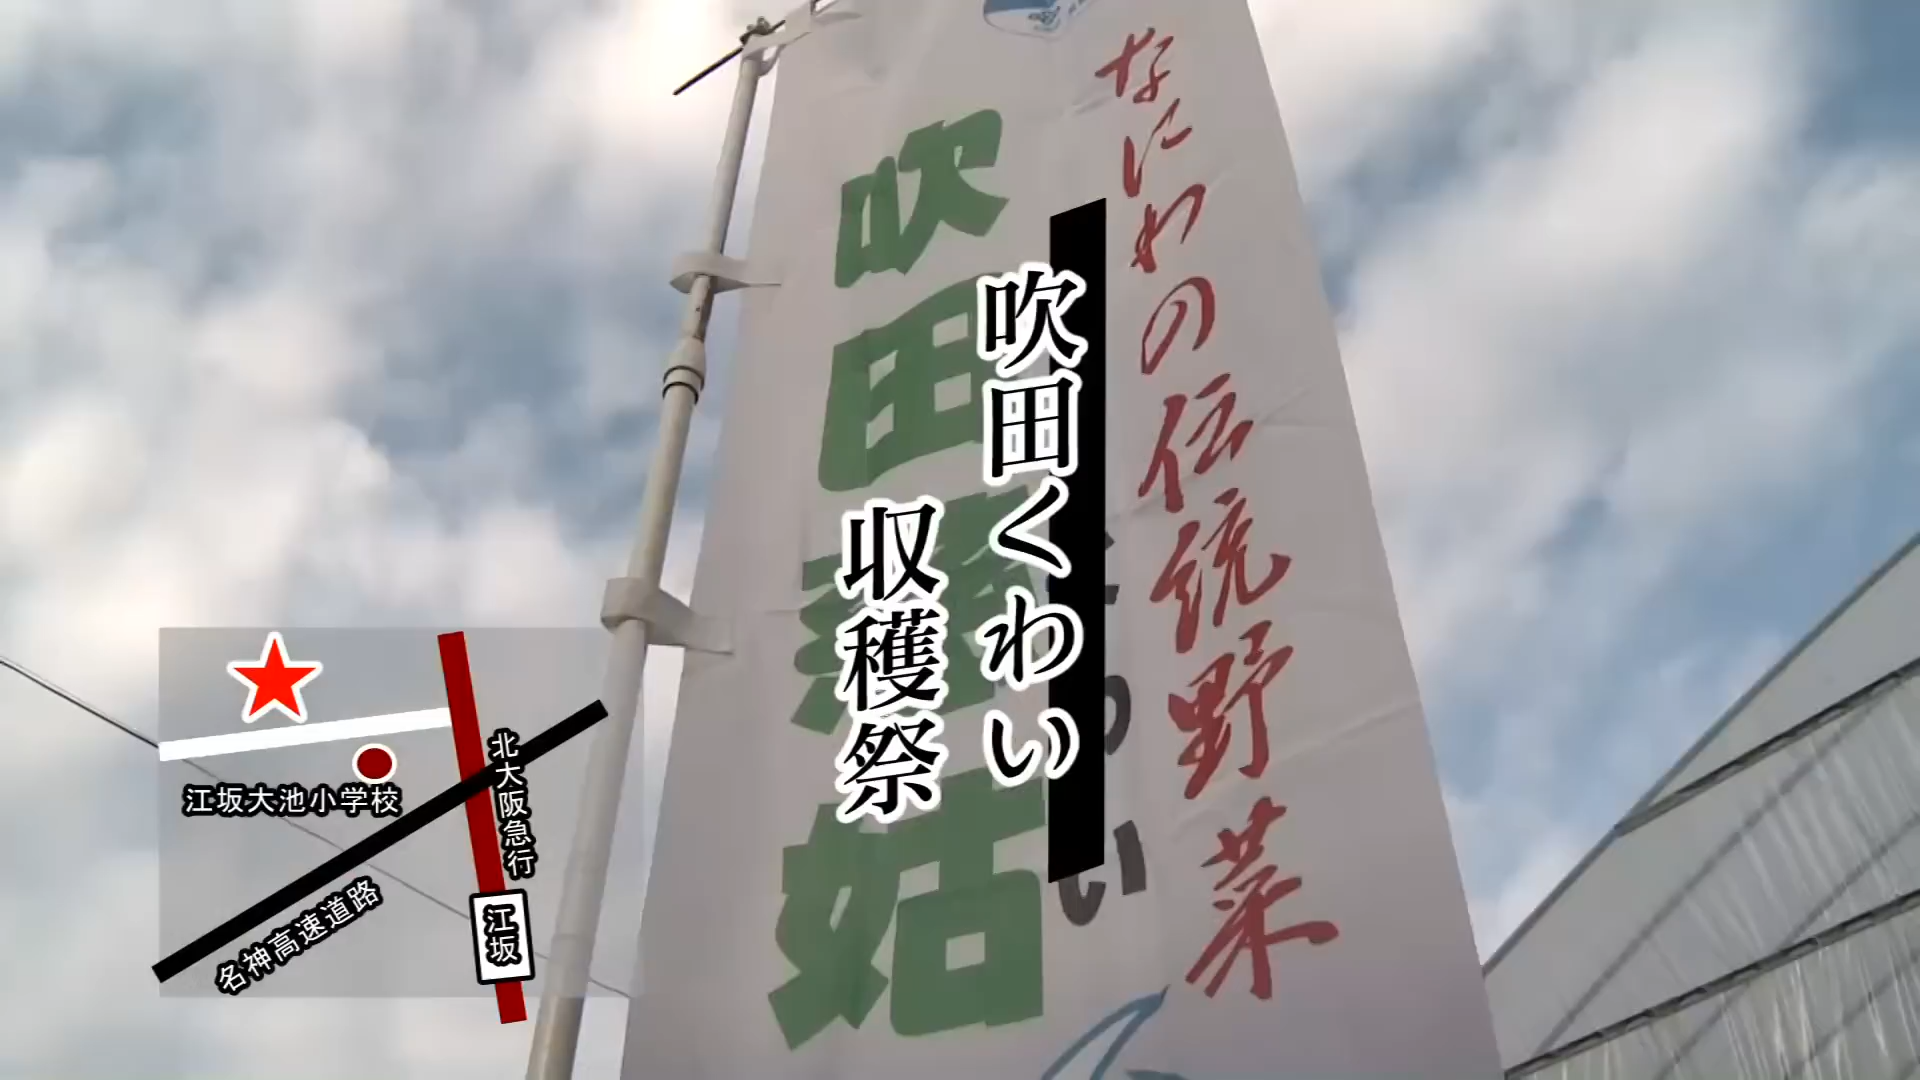 なにわの伝統野菜
吹田慈姑
吹田くわい
収穫祭
江坂大池小学校
北大阪急行
名神高速道路
江坂